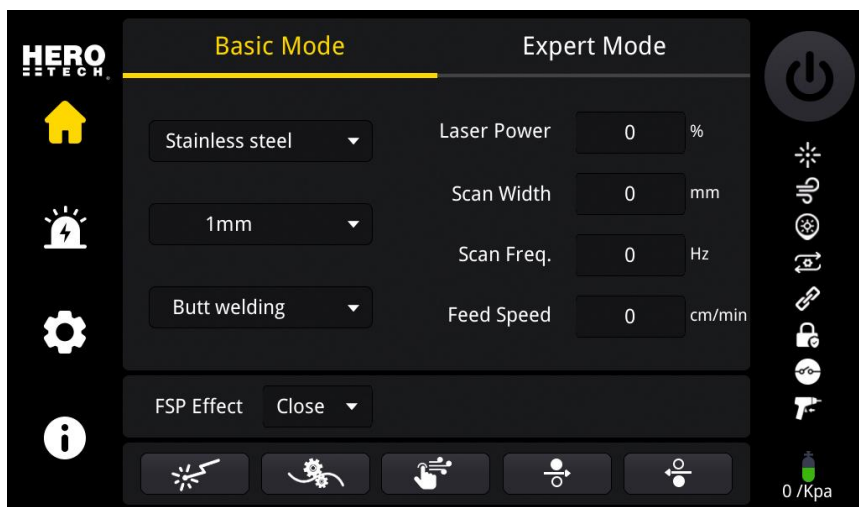 HERO
TECH
Basic Mode
Expert Mode
Stainless steel
1mm
Butt welding
Laser Power 0 %
Scan Width 0 mm
Scan Freq. 0 Hz
Feed Speed 0 cm/min
FSP Effect Close
0 /Kpa